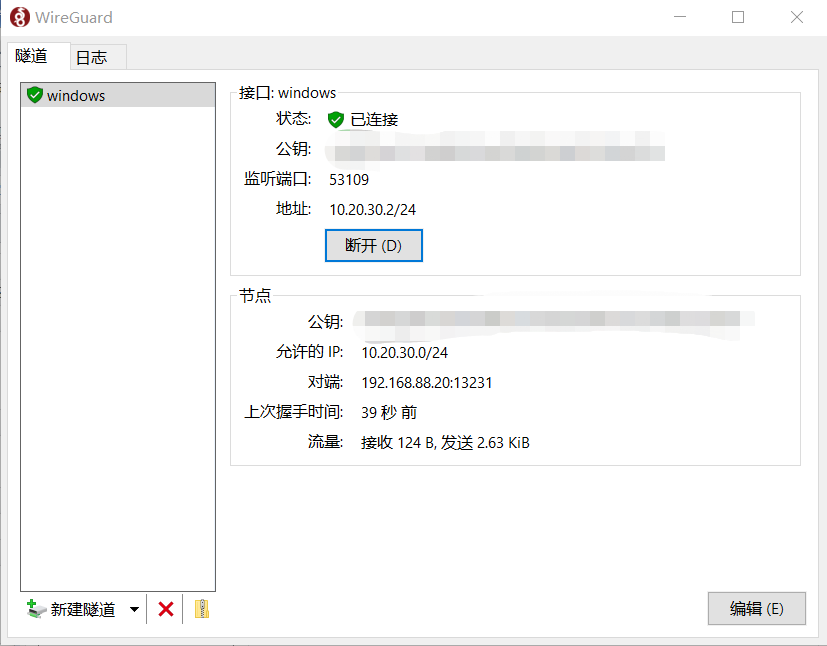 WireGuard
隧道 日志
windows
接口: windows
状态: 已连接
公钥:
监听端口: 53109
地址: 10.20.30.2/24
断开 (D)
节点
公钥:
允许的 IP: 10.20.30.0/24
对端: 192.168.88.20:13231
上次握手时间: 39 秒 前
流量: 接收 124 B, 发送 2.63 KiB
新建隧道
编辑 (E)